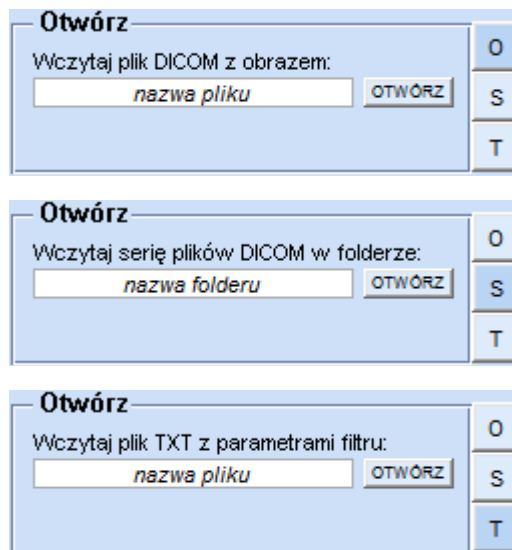 Otwórz
Wczytaj plik DICOM z obrazem:
nazwa pliku OTWÓRZ
O
S
T
Otwórz
Wczytaj serię plików DICOM w folderze:
nazwa folderu OTWÓRZ
O
S
T
Otwórz
Wczytaj plik TXT z parametrami filtru:
nazwa pliku OTWÓRZ
O
S
T